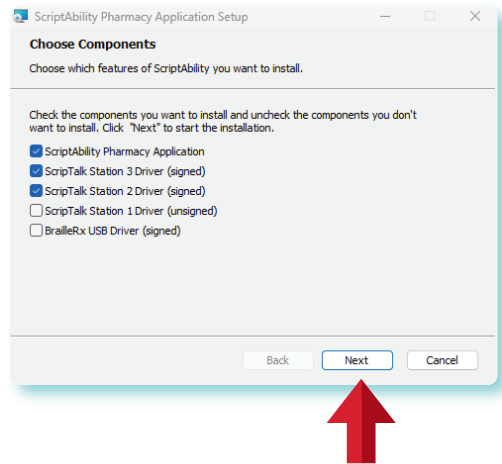 ScriptAbility Pharmacy Application Setup
Choose Components
Choose which features of ScriptAbility you want to install.
Check the components you want to install and uncheck the components you don't
want to install. Click "Next" to start the installation.
ScriptAbility Pharmacy Application
ScripTalk Station 3 Driver (signed)
ScripTalk Station 2 Driver (signed)
ScripTalk Station 1 Driver (unsigned)
BrailleRx USB Driver (signed)
Back Next Cancel